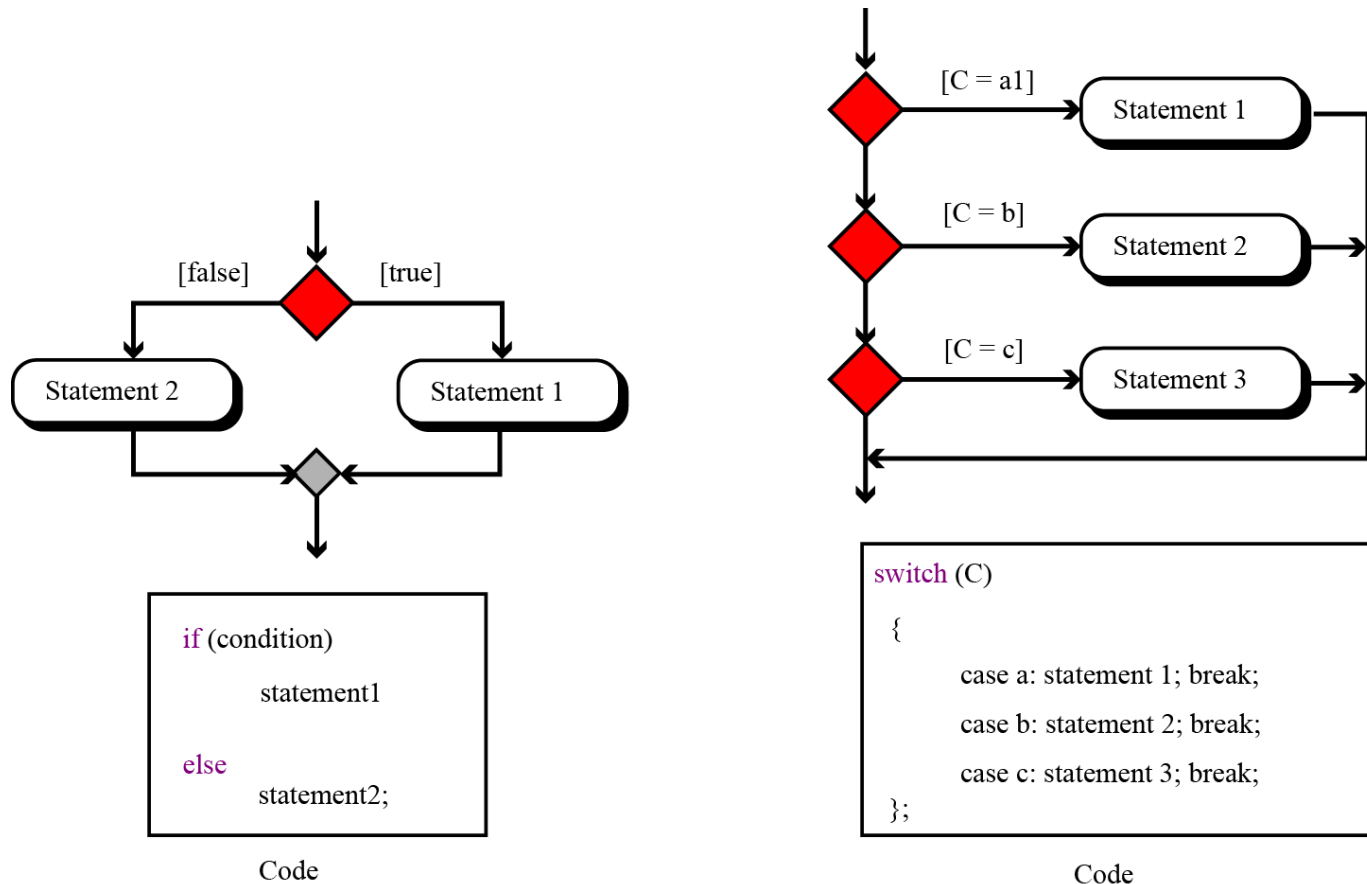 [false]
[true]
Statement 2
Statement 1
if (condition)
statement1
else
statement2;
Code
[C = a1]
Statement 1
[C = b]
Statement 2
[C = c]
Statement 3
switch (C)
{
case a: statement 1; break;
case b: statement 2; break;
case c: statement 3; break;
};
Code